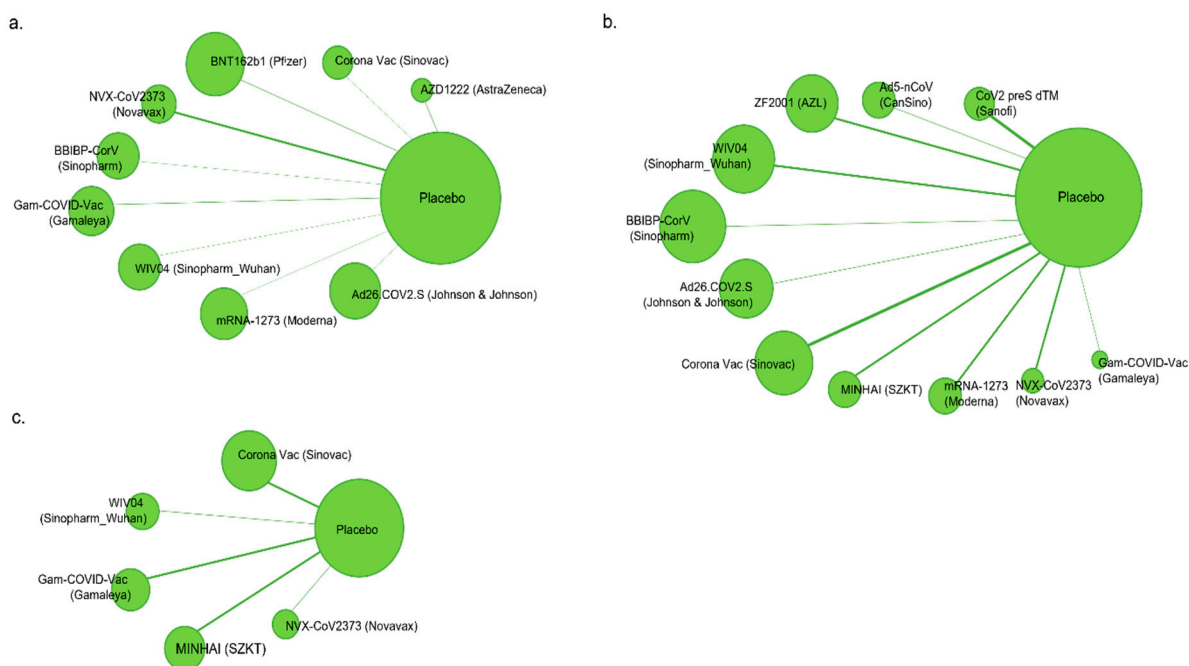 a.
BNT162b1 (Pfizer)
Corona Vac (Sinovac)
AZD1222 (AstraZeneca)
NVX-CoV2373
(Novavax)
BBIBP-CorV
(Sinopharm)
Gam-COVID-Vac
(Gamaleya)
WIV04 (Sinopharm_Wuhan)
mRNA-1273 (Moderna)
Ad26.COV2.S (Johnson & Johnson)
Placebo
b.
ZF2001 (AZL)
Ad5-nCoV
(CanSino)
CoV2 preS dTM
(Sanofi)
WIV04
(Sinopharm_Wuhan)
BBIBP-CorV
(Sinopharm)
Ad26.COV2.S
(Johnson & Johnson)
Corona Vac (Sinovac)
MINHAI (SZKT)
mRNA-1273
(Moderna)
NVX-CoV2373
(Novavax)
Gam-COVID-Vac
(Gamaleya)
Placebo
c.
Corona Vac (Sinovac)
WIV04
(Sinopharm_Wuhan)
Gam-COVID-Vac
(Gamaleya)
MINHAI (SZKT)
NVX-CoV2373 (Novavax)
Placebo